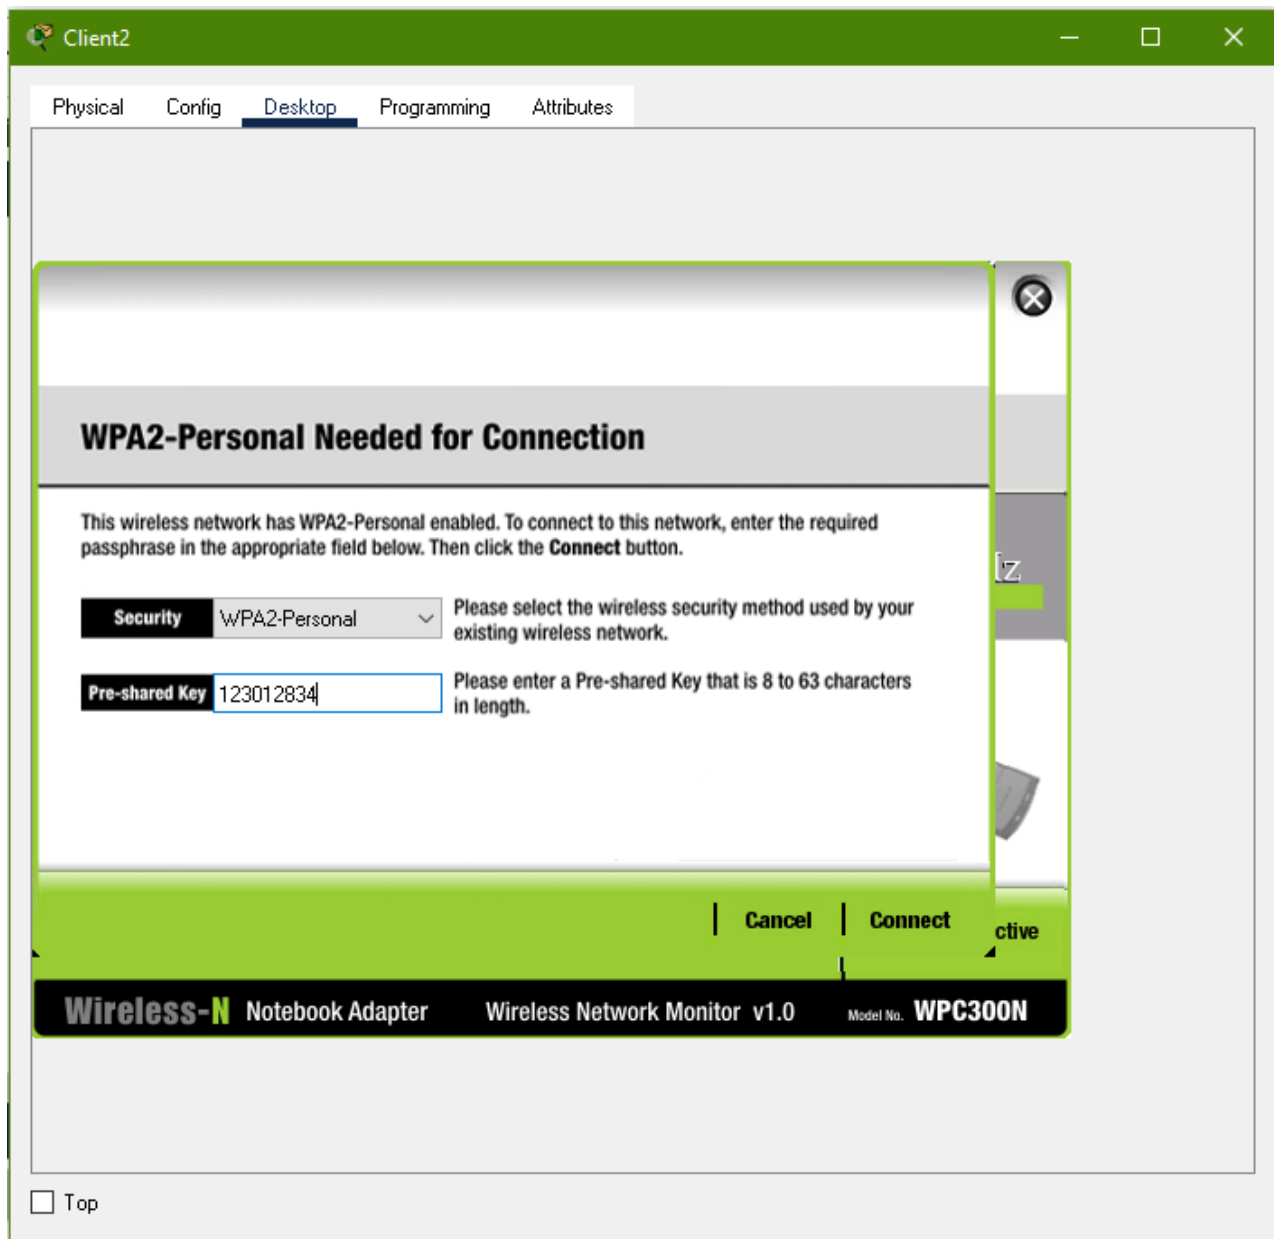 Client2
Physical Config Desktop Programming Attributes
WPA2-Personal Needed for Connection
This wireless network has WPA2-Personal enabled. To connect to this network, enter the required
passphrase in the appropriate field below. Then click the Connect button.
Security WPA2-Personal Please select the wireless security method used by your
existing wireless network.
Pre-shared Key 123012834 Please enter a Pre-shared Key that is 8 to 63 characters
in length.
Cancel Connect
ctive
Wireless-N Notebook Adapter Wireless Network Monitor v1.0 Model No. WPC300N
Top